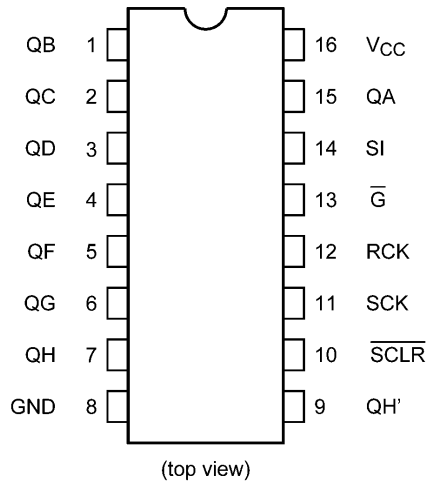 QB 1 16 VCC
QC 2 15 QA
QD 3 14 SI
QE 4 13 G̅
QF 5 12 RCK
QG 6 11 SCK
QH 7 10 S̅C̅L̅R̅
GND 8 9 QH’
(top view)